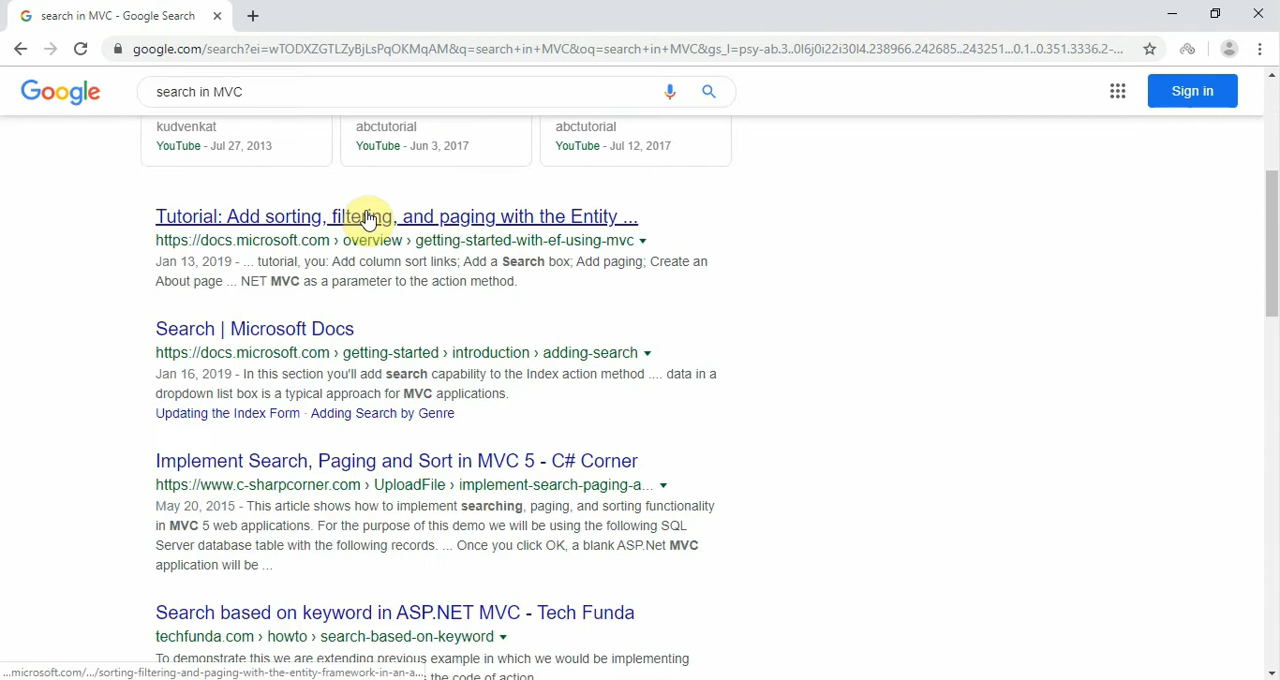 search in MVC - Google Search
google.com/search?ei=wTODXZGTLZyBjLsPqOKMqAM&q=search+in+MVC&oq=search+in+MVC&gs_l=psy-ab.3..0l6j0i22i30l4.238966.242685..243251...0.1..0.351.3336.2-...
Google
search in MVC
Sign in
kudvenkat
abctutorial
abctutorial
YouTube - Jul 27, 2013
YouTube - Jun 3, 2017
YouTube - Jul 12, 2017
Tutorial: Add sorting, filtering, and paging with the Entity ...
https://docs.microsoft.com › overview › getting-started-with-ef-using-mvc
Jan 13, 2019 - ... tutorial, you: Add column sort links; Add a Search box; Add paging; Create an
About page ... NET MVC as a parameter to the action method.
Search | Microsoft Docs
https://docs.microsoft.com › getting-started › introduction › adding-search
Jan 16, 2019 - In this section you'll add search capability to the Index action method .... data in a
dropdown list box is a typical approach for MVC applications.
Updating the Index Form · Adding Search by Genre
Implement Search, Paging and Sort in MVC 5 - C# Corner
https://www.c-sharpcorner.com › UploadFile › implement-search-paging-a...
May 20, 2015 - This article shows how to implement searching, paging, and sorting functionality
in MVC 5 web applications. For the purpose of this demo we will be using the following SQL
Server database table with the following records. ... Once you click OK, a blank ASP.Net MVC
application will be ...
Search based on keyword in ASP.NET MVC - Tech Funda
techfunda.com › howto › search-based-on-keyword
To demonstrate this we are extending previous example in which we would be implementing
...microsoft.com/.../sorting-filtering-and-paging-with-the-entity-framework-in-an-a...
the code of action